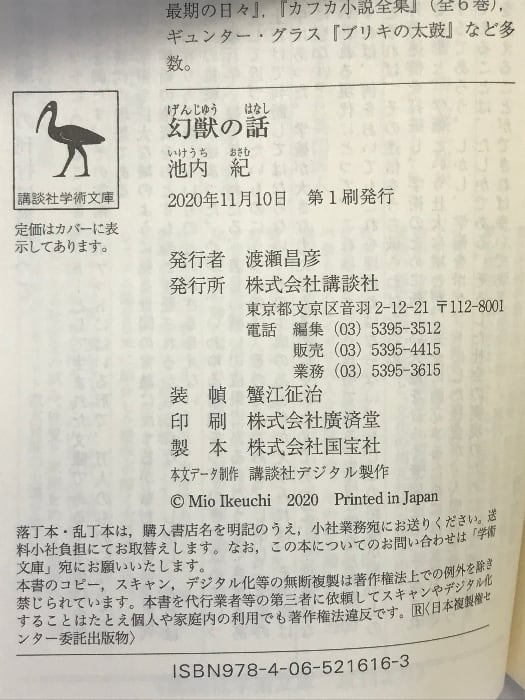 最期の日々』,『カフカ小説全集』(全6巻),
ギュンター・グラス『ブリキの太鼓』など多
数。
講談社学術文庫
定価はカバーに表
示してあります。
げんじゅう はなし
幻獣の話
いけうち おさむ
池内 紀
2020年11月10日 第1刷発行
発行者 渡瀬昌彦
発行所 株式会社講談社
東京都文京区音羽 2-12-21 〒112-8001
電話 編集 (03) 5395-3512
販売 (03) 5395-4415
業務 (03) 5395-3615
装 幀 蟹江征治
印 刷 株式会社廣済堂
製 本 株式会社国宝社
本文データ制作 講談社デジタル製作
© Mio Ikeuchi 2020 Printed in Japan
落丁本・乱丁本は,購入書店名を明記のうえ,小社業務宛にお送りください。送
料小社負担にてお取替えします。なお,この本についてのお問い合わせは「学術
文庫」宛にお願いいたします。
本書のコピー,スキャン,デジタル化等の無断複製は著作権法上での例外を除き
禁じられています。本書を代行業者等の第三者に依頼してスキャンやデジタル化
することはたとえ個人や家庭内の利用でも著作権法違反です。Ⓡ〈日本複製権セ
ンター委託出版物〉
ISBN978-4-06-521616-3